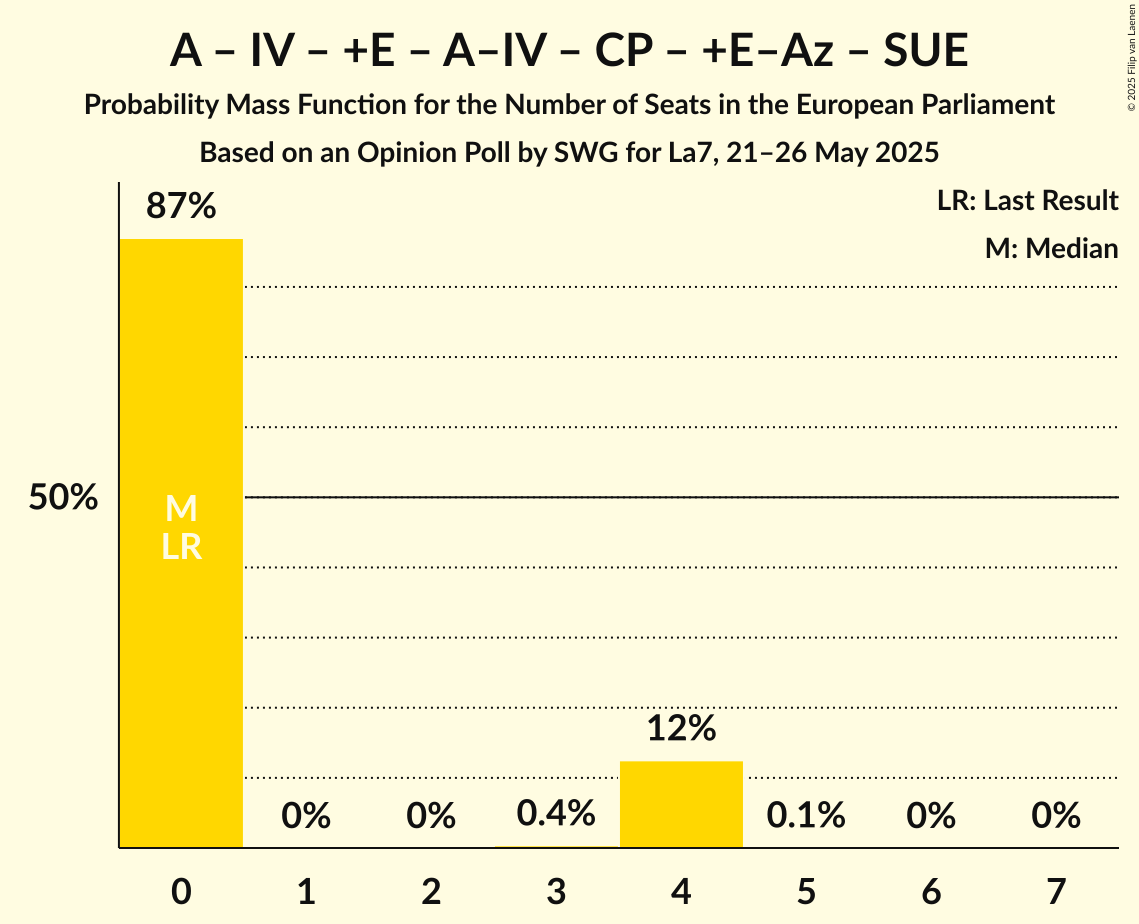 A – IV – +E – A–IV – CP – +E–Az – SUE
Probability Mass Function for the Number of Seats in the European Parliament
Based on an Opinion Poll by SWG for La7, 21–26 May 2025
© 2025 Filip van Laenen
LR: Last Result
M: Median
87%
50%
M
LR
12%
0%
0%
0.4%
0.1%
0%
0%
0 1 2 3 4 5 6 7